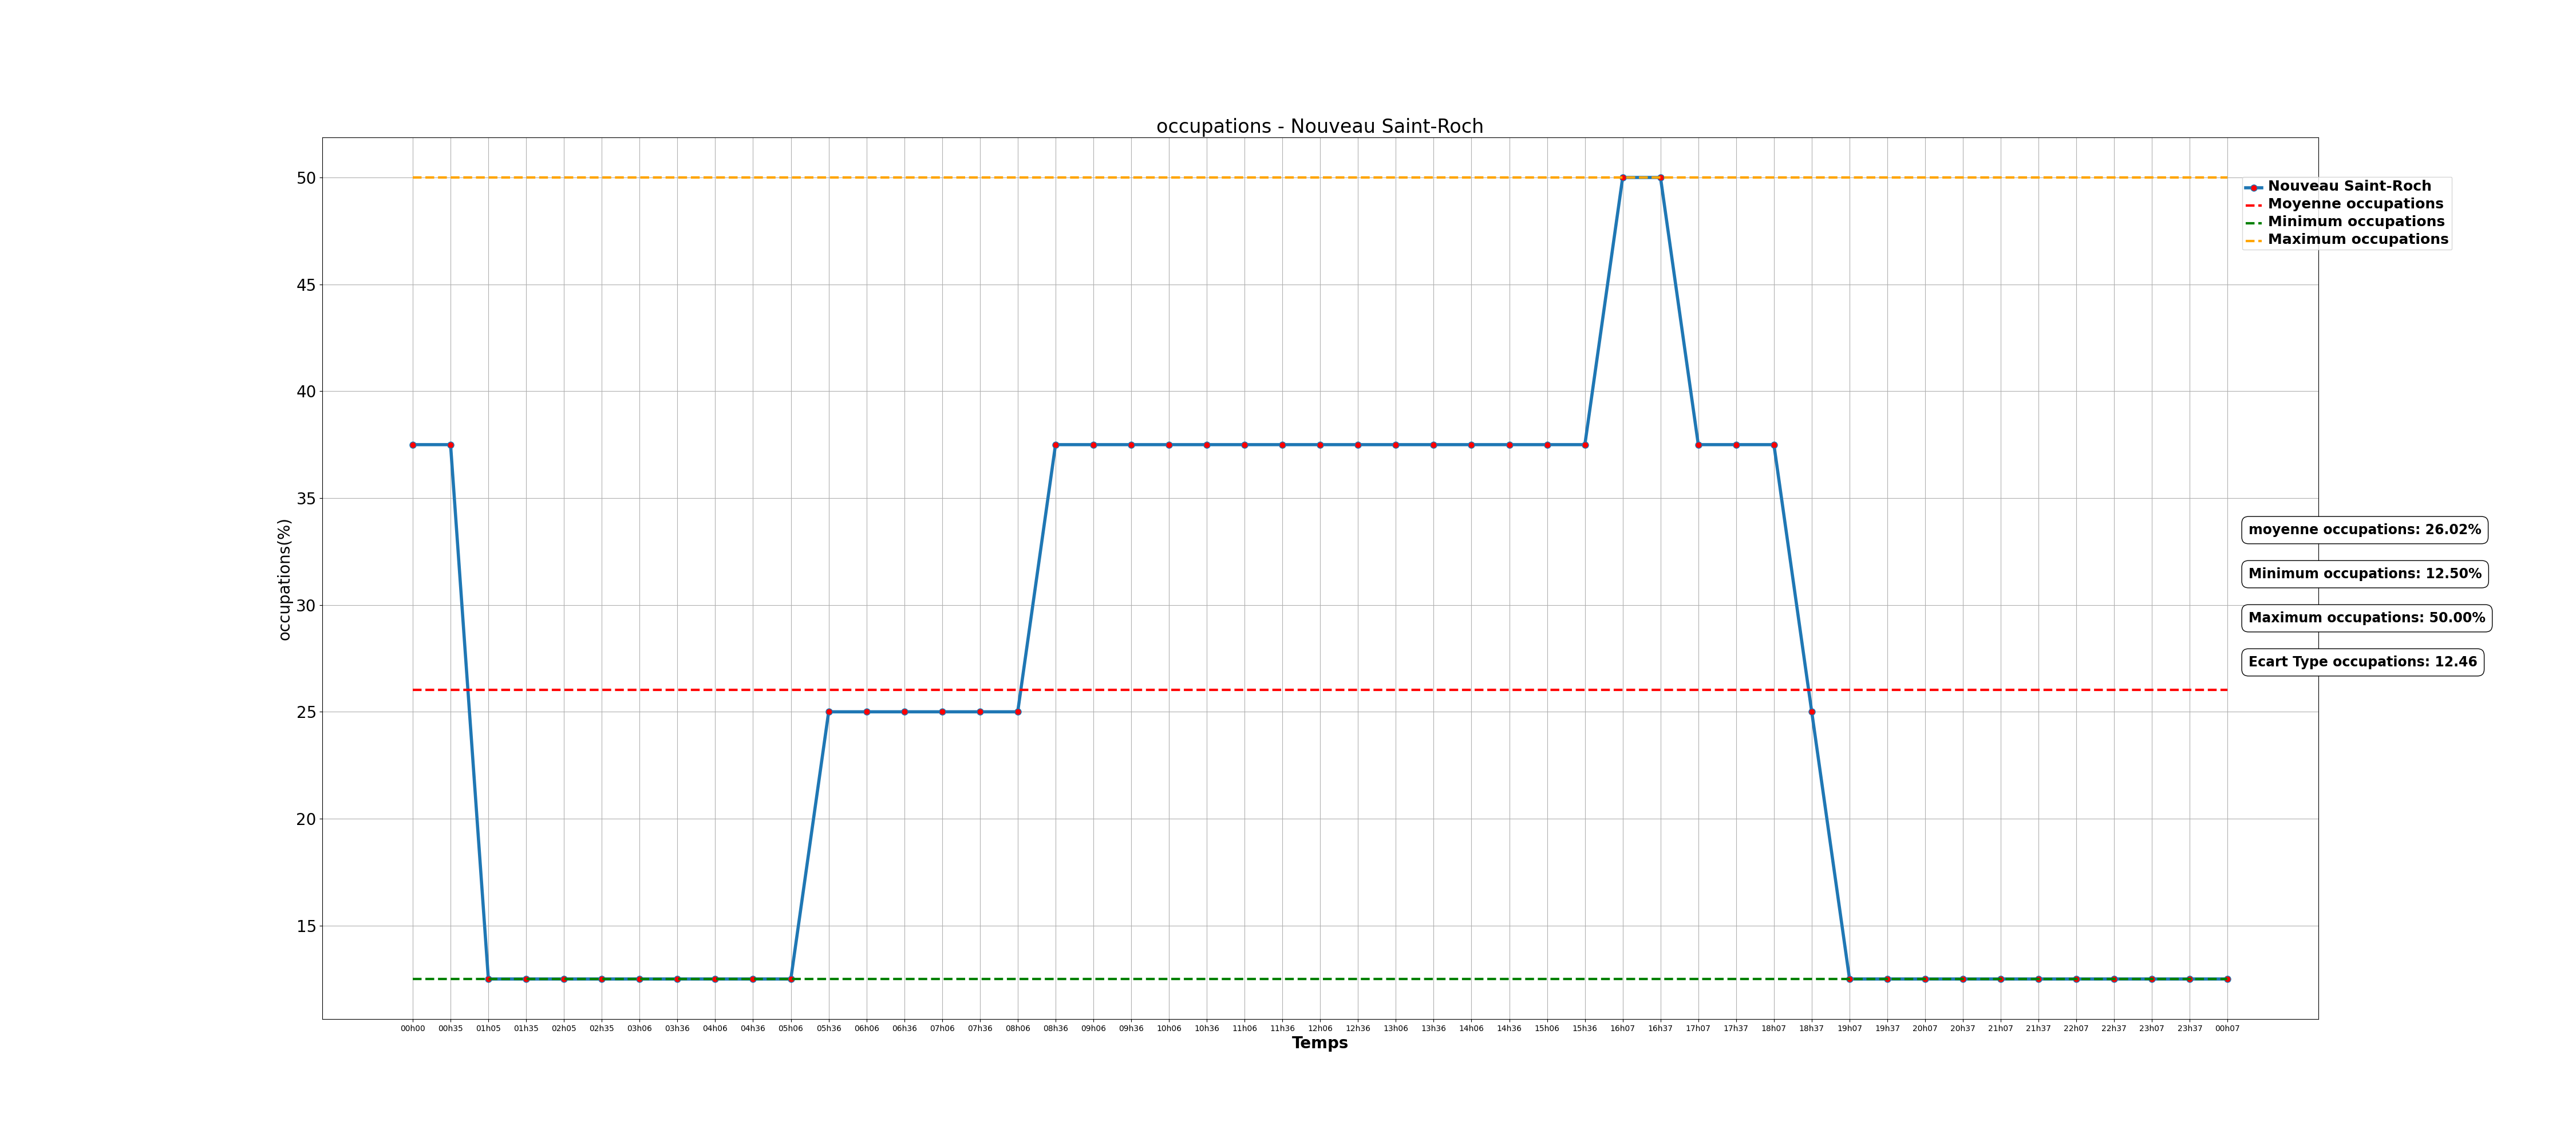 occupations - Nouveau Saint-Roch
50
45
40
35
30
25
20
15
occupations(%)
Nouveau Saint-Roch
Moyenne occupations
Minimum occupations
Maximum occupations
moyenne occupations: 26.02%
Minimum occupations: 12.50%
Maximum occupations: 50.00%
Ecart Type occupations: 12.46
00h00 00h35 01h05 01h35 02h05 02h35 03h06 03h36 04h06 04h36 05h06 05h36 06h06 06h36 07h06 07h36 08h06 08h36 09h06 09h36 10h06 10h36 11h06 11h36 12h06 12h36 13h06 13h36 14h06 14h36 15h06 15h36 16h07 16h37 17h07 17h37 18h07 18h37 19h07 19h37 20h07 20h37 21h07 21h37 22h07 22h37 23h07 23h37 00h07
Temps